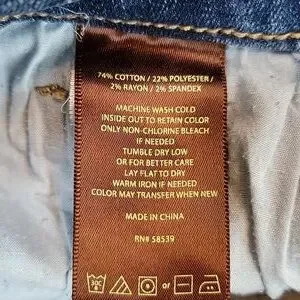 74% COTTON / 22% POLYESTER /
2% RAYON / 2% SPANDEX
MACHINE WASH COLD
INSIDE OUT TO RETAIN COLOR
ONLY NON-CHLORINE BLEACH
IF NEEDED
TUMBLE DRY LOW
OR FOR BETTER CARE
LAY FLAT TO DRY
WARM IRON IF NEEDED
COLOR MAY TRANSFER WHEN NEW
MADE IN CHINA
RN# 58539
or